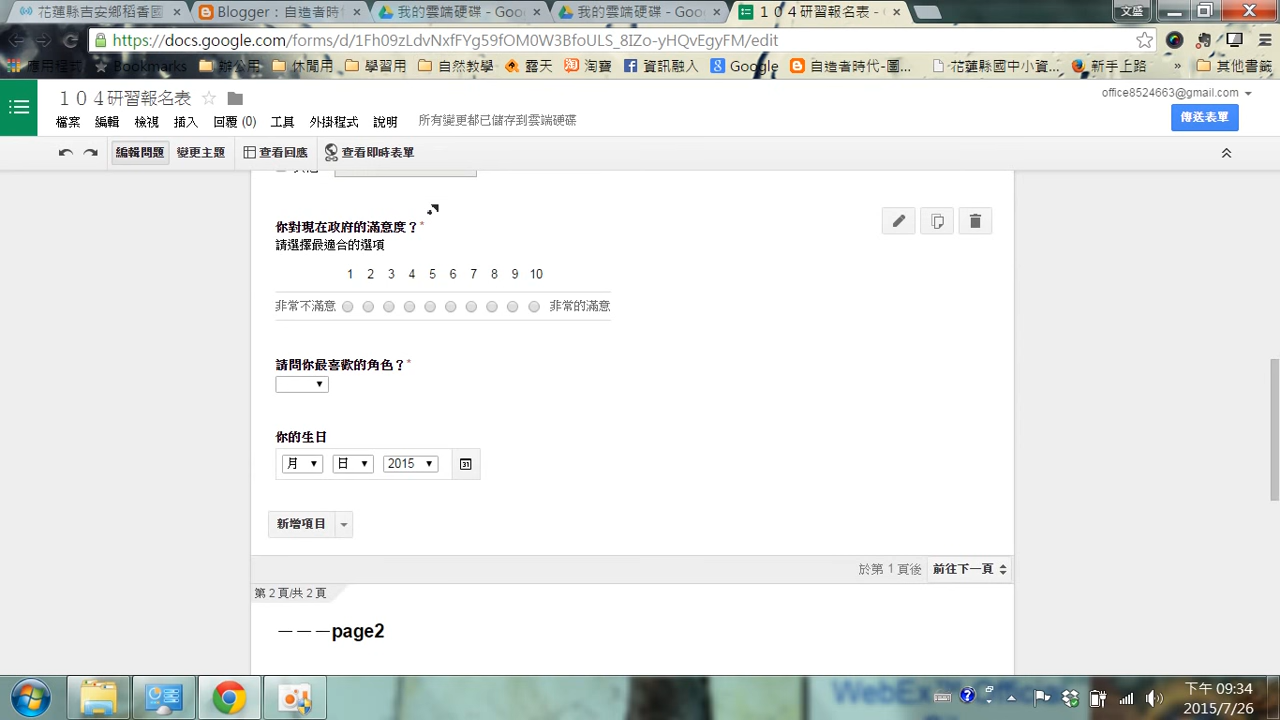 花蓮縣吉安鄉稻香國
Blogger：自造者時
我的雲端硬碟 - Goo
我的雲端硬碟 - Goo
１０４研習報名表 -
文盛
https://docs.google.com/forms/d/1Fh09zLdvNxfFYg59fOMVW3BfoULS_8IZo-yHQvEgyFM/edit
應用程式
Bookmarks
辦公用
休閒用
學習用
自然教學
露天
淘寶
資訊融入
Google
自造者時代-圖...
花蓮縣國中小資...
新手上路
»
其他書籤
１０４研習報名表
office8524663@gmail.com
檔案 編輯 檢視 插入 回覆 (0) 工具 外掛程式 說明 所有變更都已儲存到雲端硬碟
傳送表單
編輯問題 變更主題 查看回應 查看即時表單
你對現在政府的滿意度？*
請選擇最適合的選項
1 2 3 4 5 6 7 8 9 10
非常不滿意 非常的滿意
請問你最喜歡的角色？*
你的生日
月 日 2015 31
新增項目
於第 1 頁後 前往下一頁
第 2 頁/共 2 頁
－－－page2
下午 09:34
2015/7/26